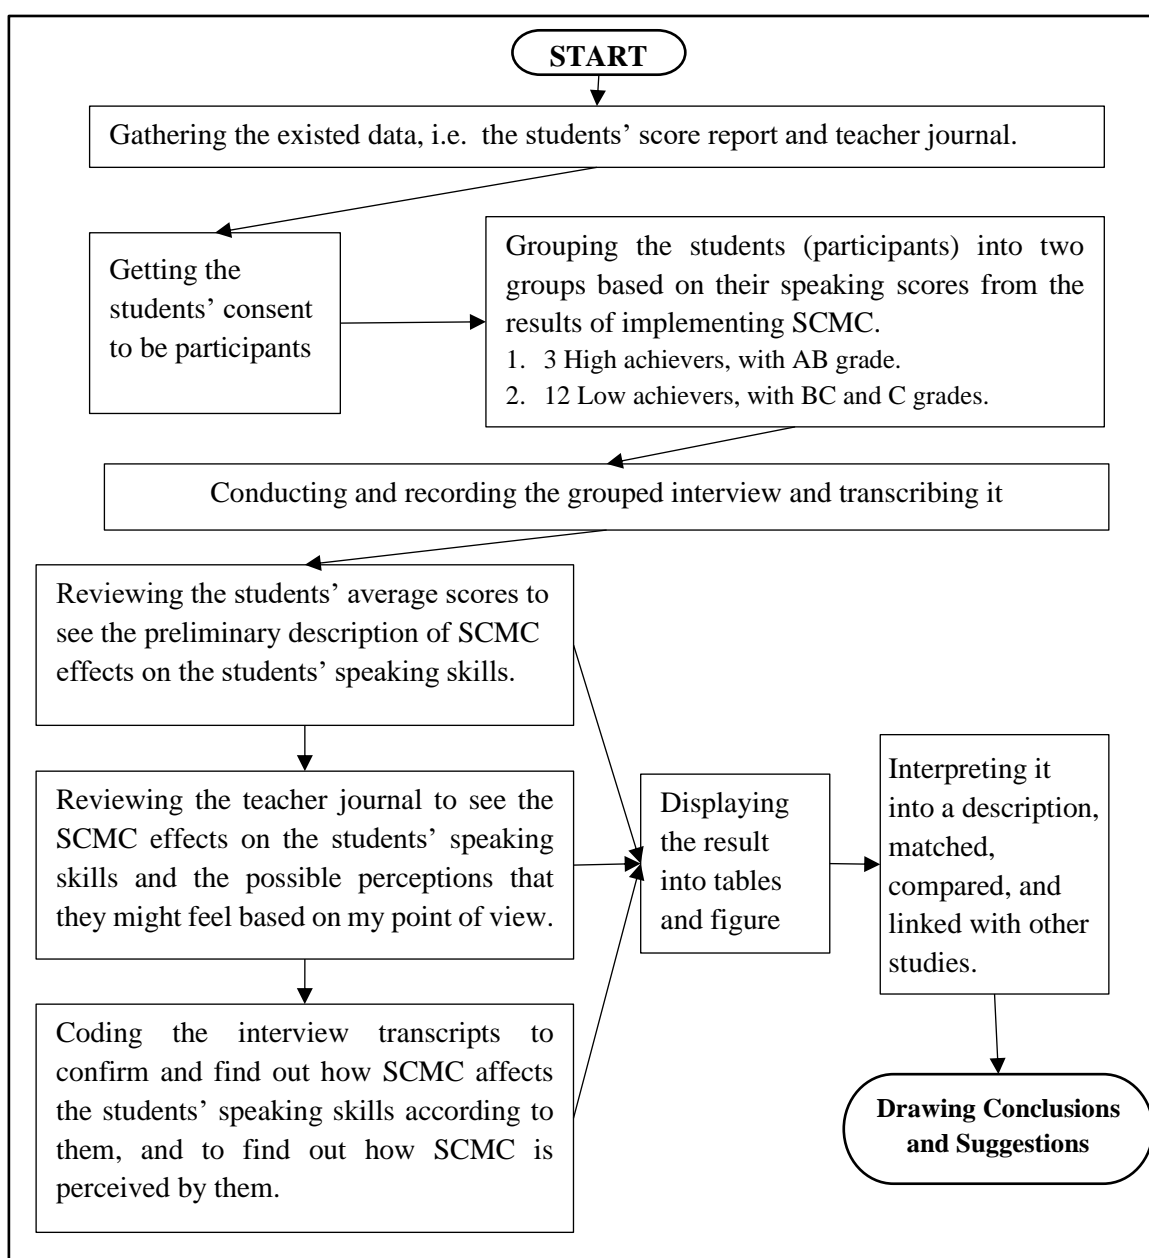 START
Gathering the existed data, i.e. the students’ score report and teacher journal.
Getting the
students’ consent
to be participants
Grouping the students (participants) into two
groups based on their speaking scores from the
results of implementing SCMC.
1. 3 High achievers, with AB grade.
2. 12 Low achievers, with BC and C grades.
Conducting and recording the grouped interview and transcribing it
Reviewing the students’ average scores to
see the preliminary description of SCMC
effects on the students’ speaking skills.
Reviewing the teacher journal to see the
SCMC effects on the students’ speaking
skills and the possible perceptions that
they might feel based on my point of view.
Coding the interview transcripts to
confirm and find out how SCMC affects
the students’ speaking skills according to
them, and to find out how SCMC is
perceived by them.
Displaying
the result
into tables
and figure
Interpreting it
into a description,
matched,
compared, and
linked with other
studies.
Drawing Conclusions
and Suggestions